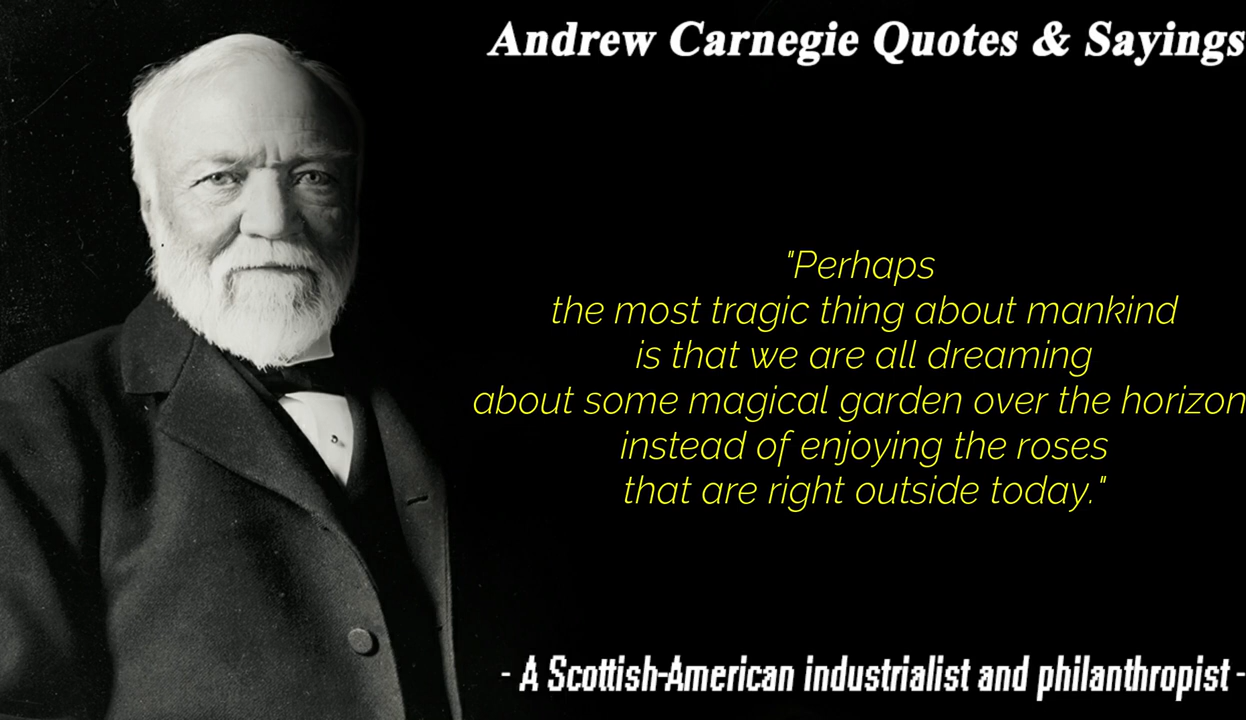 Andrew Carnegie Quotes & Sayings
"Perhaps
the most tragic thing about mankind
is that we are all dreaming
about some magical garden over the horizon
instead of enjoying the roses
that are right outside today."
- A Scottish-American industrialist and philanthropist -